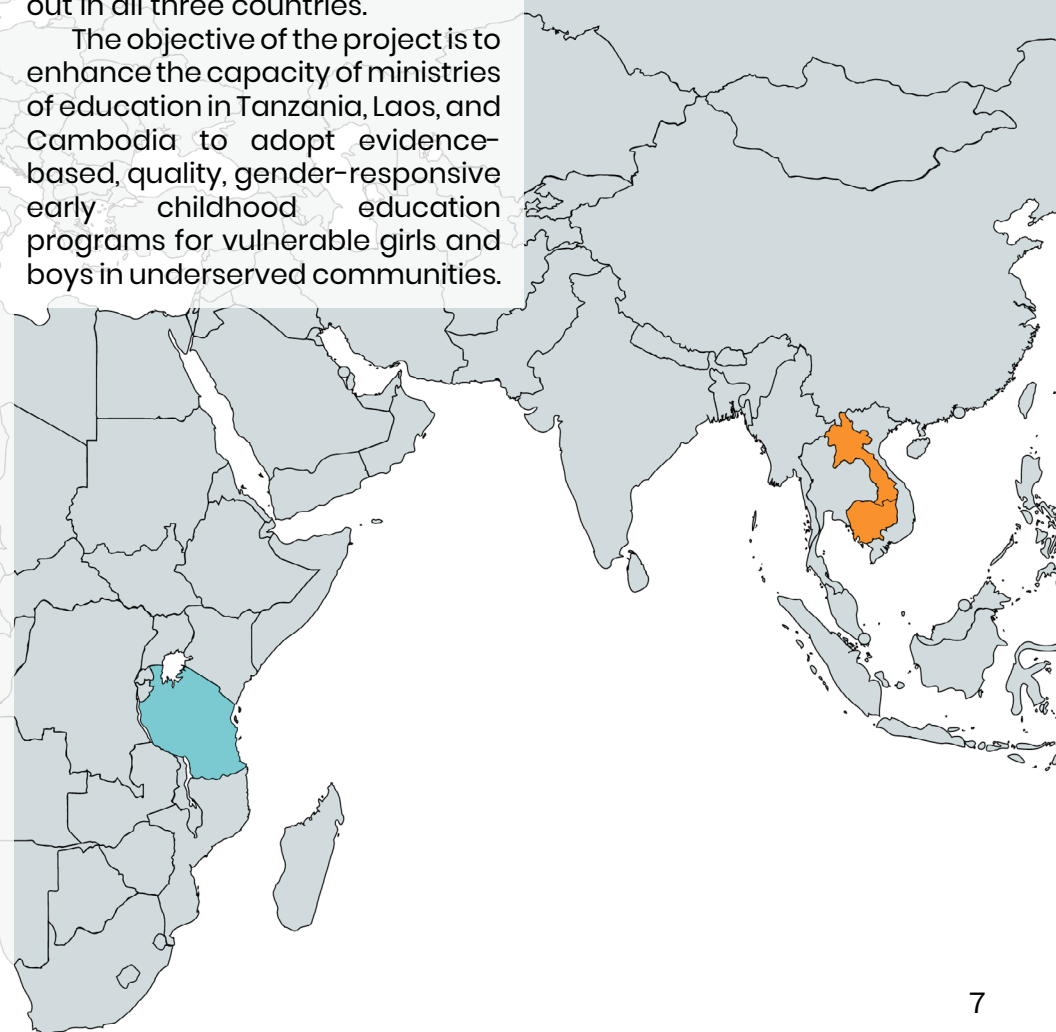 out in all three countries.
The objective of the project is to
enhance the capacity of ministries
of education in Tanzania, Laos, and
Cambodia to adopt evidence-
based, quality, gender-responsive
early childhood education
programs for vulnerable girls and
boys in underserved communities.
7